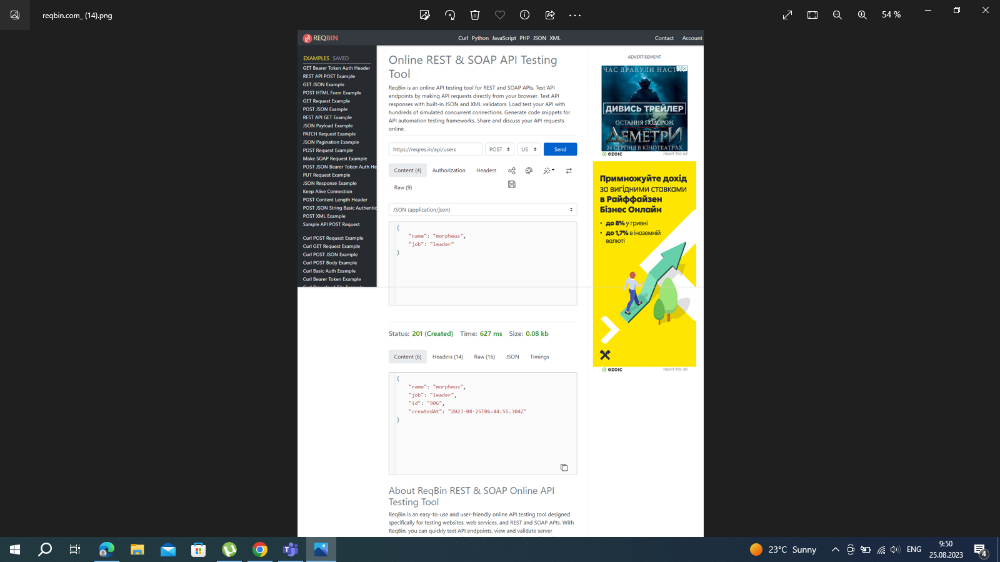 reqbin.com_ (14).png
54 %
REQBIN
Curl Python JavaScript PHP JSON XML
Contact Account
EXAMPLES SAVED
GET Bearer Token Auth Header
REST API POST Example
GET JSON Example
POST HTML Form Example
GET Request Example
POST JSON Example
REST API GET Example
JSON Payload Example
PATCH Request Example
JSON Pagination Example
POST Request Example
Make SOAP Request Example
POST JSON Bearer Token Auth He
PUT Request Example
JSON Response Example
Keep Alive Connection
POST Content Length Header
POST JSON String Basic Authentic
POST XML Example
Sample API POST Request
Curl POST Request Example
Curl GET Request Example
Curl POST JSON Example
Curl POST Body Example
Curl Basic Auth Example
Curl Bearer Token Example
Curl Download File Example
Online REST & SOAP API Testing
Tool
ReqBin is an online API testing tool for REST and SOAP APIs. Test API
endpoints by making API requests directly from your browser. Test API
responses with built-in JSON and XML validators. Load test your API with
hundreds of simulated concurrent connections. Generate code snippets for
API automation testing frameworks. Share and discuss your API requests
online.
https://reqres.in/api/users POST US Send
Content (4) Authorization Headers
Raw (9)
JSON (application/json)
{
"name": "morpheus",
"job": "leader"
}
Status: 201 (Created) Time: 627 ms Size: 0.08 kb
Content (6) Headers (14) Raw (16) JSON Timings
{
"name": "morpheus",
"job": "leader",
"id": "906",
"createdAt": "2023-08-25T06:44:55.304Z"
}
About ReqBin REST & SOAP Online API
Testing Tool
ReqBin is an easy-to-use and user-friendly online API testing tool designed
specifically for testing websites, web services, and REST and SOAP APIs. With
ReqBin, you can quickly test API endpoints, view and validate server
ADVERTISEMENT
ЧАС ДРАКУЛИ НАСТАВ
ДИВИСЬ ТРЕЙЛЕР
ОСТАННЯ ПОДОРОЖ
ДЕМЕТРИ
24 СЕРПНЯ В КІНОТЕАТРАХ
ezoic report this ad
Примножуйте дохід
за вигідними ставками
в Райффайзен
Бізнес Онлайн
• до 8% у гривні
• до 1,7% в іноземній
валюті
ezoic report this ad
23°C Sunny
ENG
9:50
25.08.2023
4